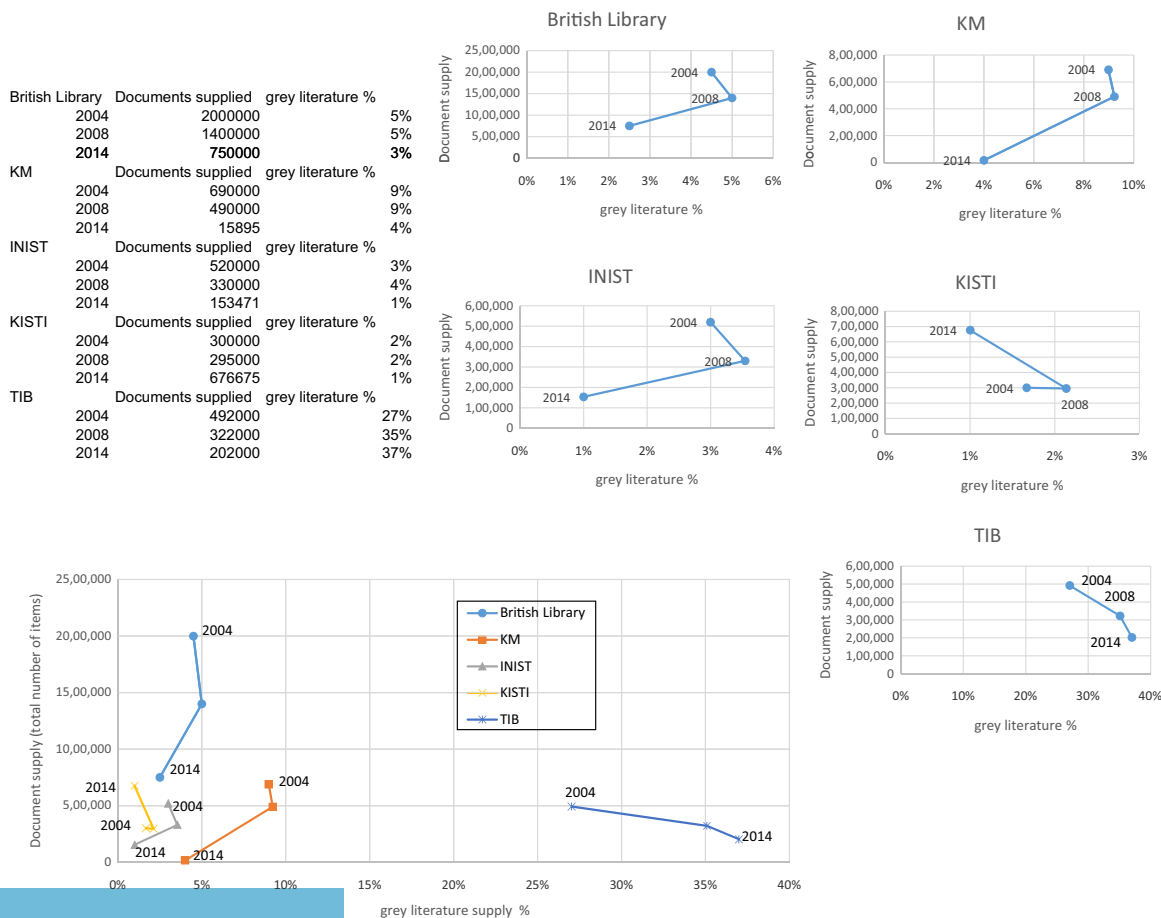 British Library Documents supplied grey literature %
2004 2000000 5%
2008 1400000 5%
2014 750000 3%
KM Documents supplied grey literature %
2004 690000 9%
2008 490000 9%
2014 15895 4%
INIST Documents supplied grey literature %
2004 520000 3%
2008 330000 4%
2014 153471 1%
KISTI Documents supplied grey literature %
2004 300000 2%
2008 295000 2%
2014 676675 1%
TIB Documents supplied grey literature %
2004 492000 27%
2008 322000 35%
2014 202000 37%
British Library
Document supply
25,00,000
20,00,000
15,00,000
10,00,000
5,00,000
0
2004
2008
2014
0% 1% 2% 3% 4% 5% 6%
grey literature %
KM
Document supply
8,00,000
6,00,000
4,00,000
2,00,000
0
2004
2008
2014
0% 2% 4% 6% 8% 10%
grey literature %
INIST
Document supply
6,00,000
5,00,000
4,00,000
3,00,000
2,00,000
1,00,000
0
2004
2008
2014
0% 1% 2% 3% 4%
grey literature %
KISTI
Document supply
8,00,000
7,00,000
6,00,000
5,00,000
4,00,000
3,00,000
2,00,000
1,00,000
0
2014
2004
2008
0% 1% 2% 3%
grey literature %
TIB
Document supply
6,00,000
5,00,000
4,00,000
3,00,000
2,00,000
1,00,000
0
2004
2008
2014
0% 10% 20% 30% 40%
grey literature %
Document supply (total number of items)
25,00,000
20,00,000
15,00,000
10,00,000
5,00,000
0
British Library
KM
INIST
KISTI
TIB
2004
2014
2014
2004
2004
2014
2004
2014
2004
2014
0% 5% 10% 15% 20% 25% 30% 35% 40%
grey literature supply %